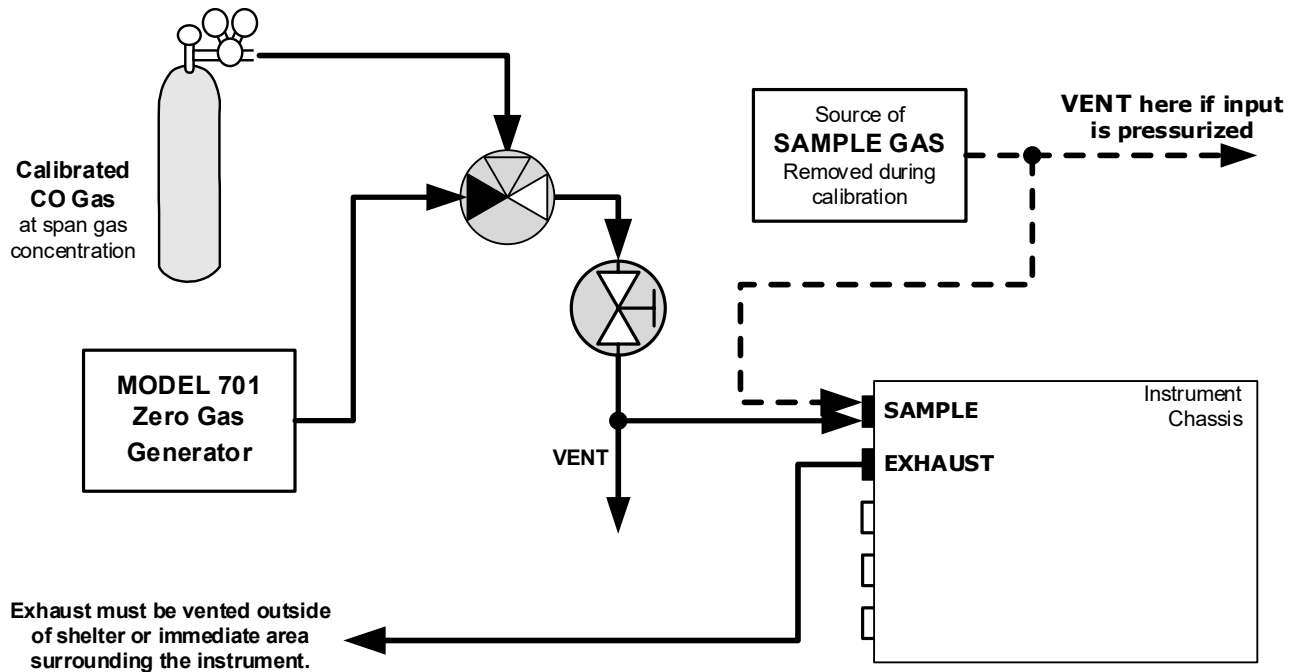 Calibrated
CO Gas
at span gas
concentration
MODEL 701
Zero Gas
Generator
Source of
SAMPLE GAS
Removed during
calibration
VENT here if input
is pressurized
Instrument
Chassis
SAMPLE
EXHAUST
VENT
Exhaust must be vented outside
of shelter or immediate area
surrounding the instrument.